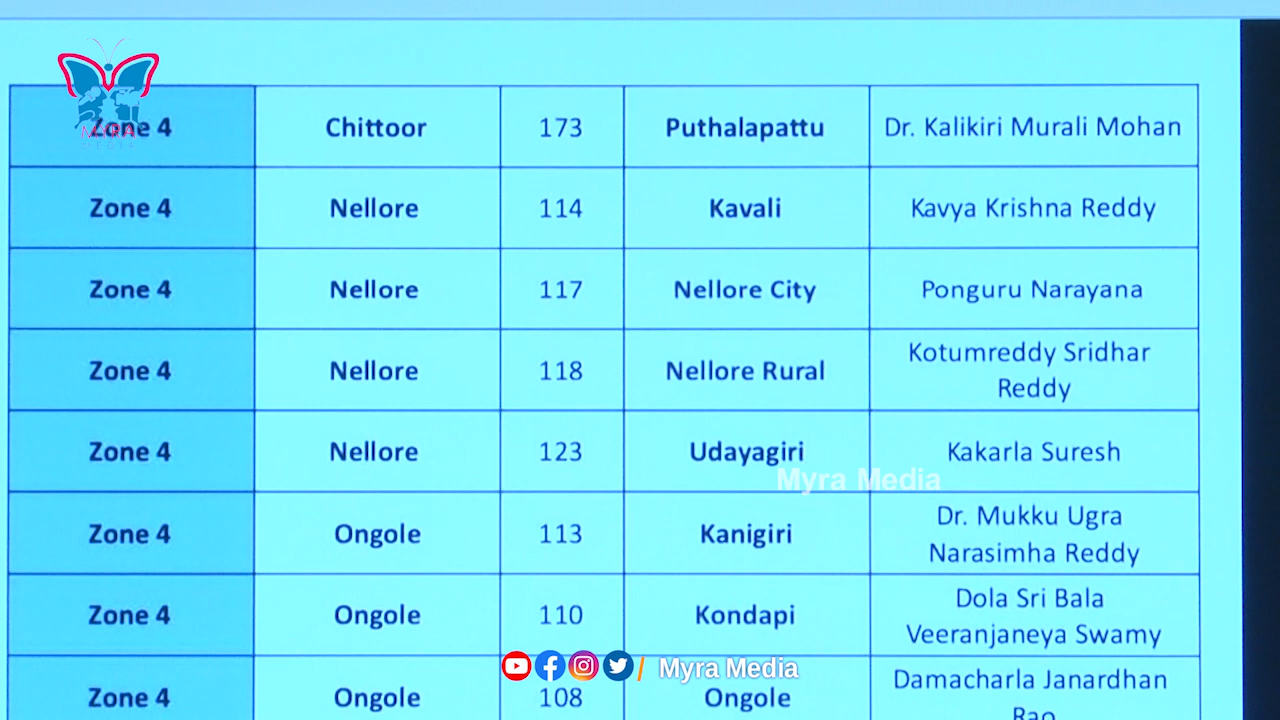 Zone 4 Chittoor 173 Puthalapattu Dr. Kalikiri Murali Mohan
MYRA
MEDIA
Zone 4 Nellore 114 Kavali Kavya Krishna Reddy
Zone 4 Nellore 117 Nellore City Ponguru Narayana
Zone 4 Nellore 118 Nellore Rural Kotumreddy Sridhar
Reddy
Zone 4 Nellore 123 Udayagiri Kakarla Suresh
Myra Media
Zone 4 Ongole 113 Kanigiri Dr. Mukku Ugra
Narasimha Reddy
Zone 4 Ongole 110 Kondapi Dola Sri Bala
Veeranjaneya Swamy
/ Myra Media
Zone 4 Ongole 108 Ongole Damacharla Janardhan
Rao